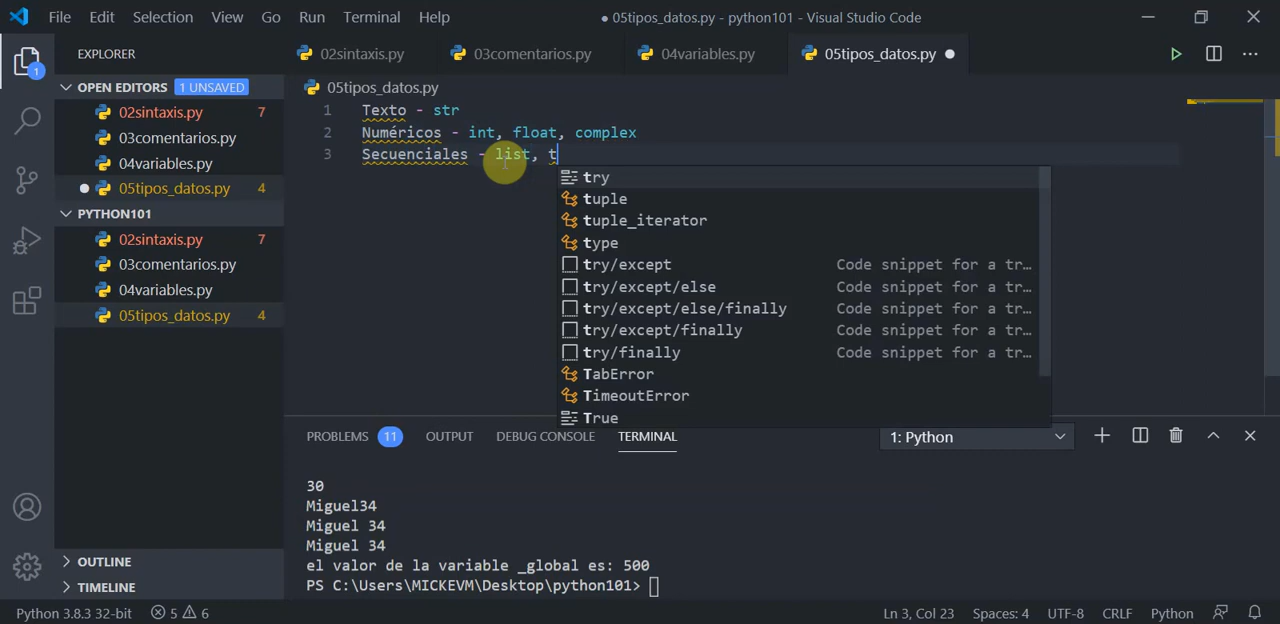 File Edit Selection View Go Run Terminal Help
● 05tipos_datos.py - python101 - Visual Studio Code
EXPLORER
OPEN EDITORS 1 UNSAVED
02sintaxis.py 7
03comentarios.py
04variables.py
05tipos_datos.py 4
PYTHON101
02sintaxis.py 7
03comentarios.py
04variables.py
05tipos_datos.py 4
OUTLINE
TIMELINE
1
02sintaxis.py 03comentarios.py 04variables.py 05tipos_datos.py
05tipos_datos.py
1 Texto - str
2 Numéricos - int, float, complex
3 Secuenciales - list, t
try
tuple
tuple_iterator
type
try/except Code snippet for a tr…
try/except/else Code snippet for a tr…
try/except/else/finally Code snippet for a tr…
try/except/finally Code snippet for a tr…
try/finally Code snippet for a tr…
TabError
TimeoutError
True
PROBLEMS 11 OUTPUT DEBUG CONSOLE TERMINAL 1: Python
30
Miguel34
Miguel 34
Miguel 34
el valor de la variable _global es: 500
PS C:\Users\MICKEVM\Desktop\python101>
Python 3.8.3 32-bit 5 6 Ln 3, Col 23 Spaces: 4 UTF-8 CRLF Python